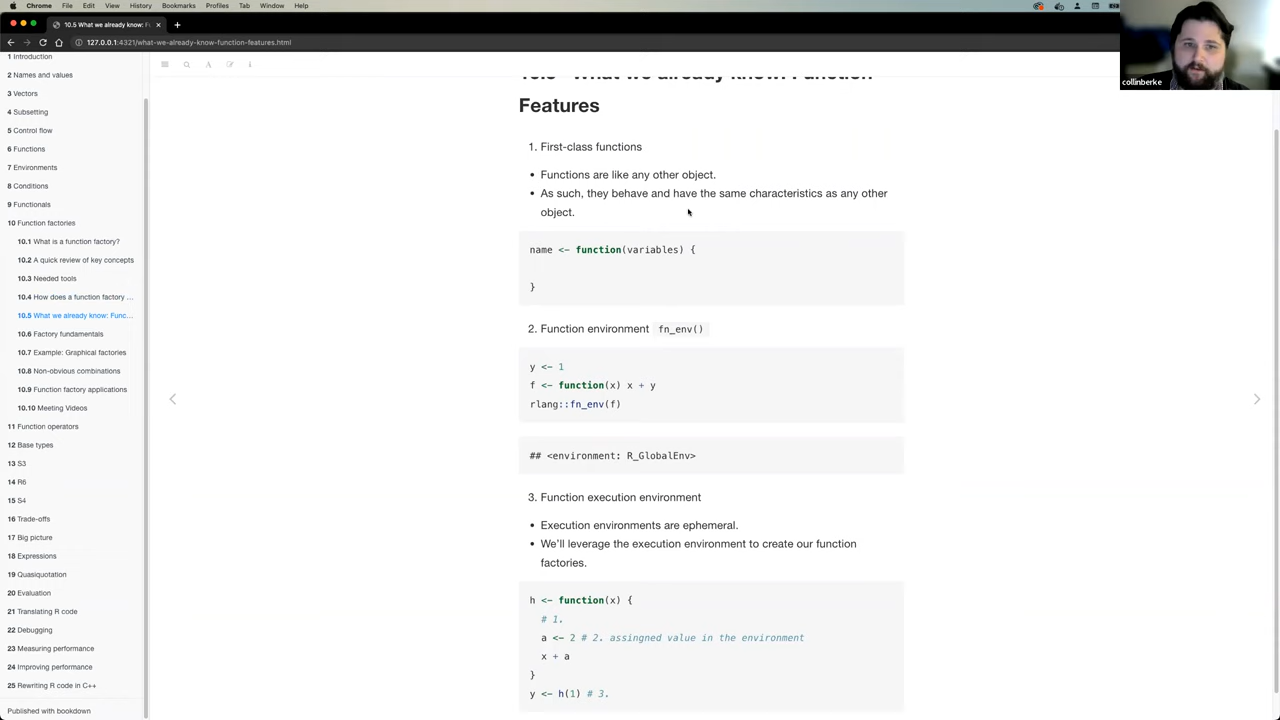 Chrome File Edit View History Bookmarks Profiles Tab Window Help
10.5 What we already know: Fu
127.0.0.1:4321/what-we-already-know-function-features.html
collinberke
1 Introduction
2 Names and values
3 Vectors
4 Subsetting
5 Control flow
6 Functions
7 Environments
8 Conditions
9 Functionals
10 Function factories
10.1 What is a function factory?
10.2 A quick review of key concepts
10.3 Needed tools
10.4 How does a function factory ...
10.5 What we already know: Func...
10.6 Factory fundamentals
10.7 Example: Graphical factories
10.8 Non-obvious combinations
10.9 Function factory applications
10.10 Meeting Videos
11 Function operators
12 Base types
13 S3
14 R6
15 S4
16 Trade-offs
17 Big picture
18 Expressions
19 Quasiquotation
20 Evaluation
21 Translating R code
22 Debugging
23 Measuring performance
24 Improving performance
25 Rewriting R code in C++
Published with bookdown
10.5 What we already know: Function
Features
1. First-class functions
• Functions are like any other object.
• As such, they behave and have the same characteristics as any other
object.
name <- function(variables) {
}
2. Function environment fn_env()
y <- 1
f <- function(x) x + y
rlang::fn_env(f)
## <environment: R_GlobalEnv>
3. Function execution environment
• Execution environments are ephemeral.
• We'll leverage the execution environment to create our function
factories.
h <- function(x) {
# 1.
a <- 2 # 2. assingned value in the environment
x + a
}
y <- h(1) # 3.